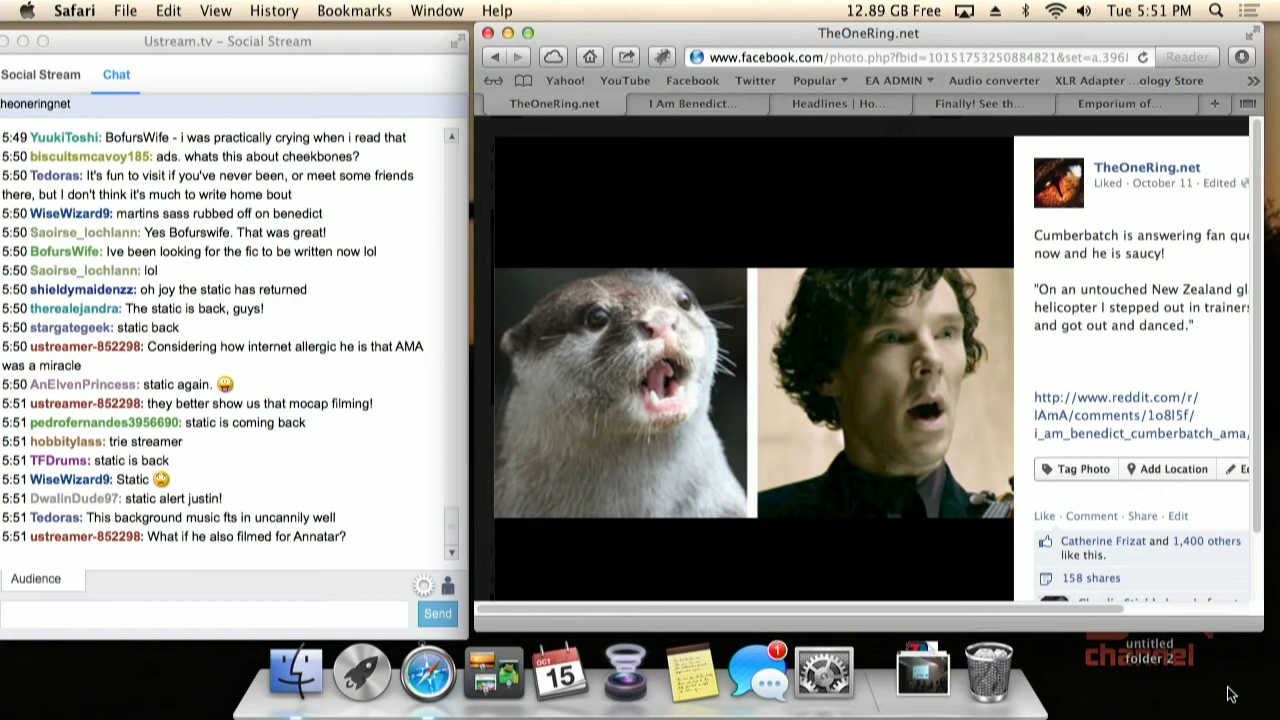 Safari File Edit View History Bookmarks Window Help 12.89 GB Free Tue 5:51 PM
Ustream.tv – Social Stream
Social Stream Chat
heoneringnet
5:49 YuukiToshi: BofursWife - i was practically crying when i read that
5:50 biscuitsmcavoy185: ads. whats this about cheekbones?
5:50 Tedoras: It's fun to visit if you've never been, or meet some friends
there, but I don't think it's much to write home bout
5:50 WiseWizard9: martins sass rubbed off on benedict
5:50 Saoirse_lochlann: Yes Bofurswife. That was great!
5:50 BofursWife: Ive been looking for the fic to be written now lol
5:50 Saoirse_lochlann: lol
5:50 shieldymaidenzz: oh joy the static has returned
5:50 therealejandra: The static is back, guys!
5:50 stargategeek: static back
5:50 ustreamer-852298: Considering how internet allergic he is that AMA
was a miracle
5:50 AnElvenPrincess: static again.
5:51 ustreamer-852298: they better show us that mocap filming!
5:51 pedrofernandes3956690: static is coming back
5:51 hobbitylass: trie streamer
5:51 TFDrums: static is back
5:51 WiseWizard9: Static
5:51 DwalinDude97: static alert justin!
5:51 Tedoras: This background music fts in uncannily well
5:51 ustreamer-852298: What if he also filmed for Annatar?
Audience
Send
TheOneRing.net
www.facebook.com/photo.php?fbid=10151753250884821&set=a.396
Reader
Yahoo! YouTube Facebook Twitter Popular EA ADMIN Audio converter XLR Adapter ...ology Store
TheOneRing.net I Am Benedict... Headlines | Ho... Finally! See th... Emporium of...
TheOneRing.net
Liked · October 11 · Edited
Cumberbatch is answering fan que
now and he is saucy!
"On an untouched New Zealand gl
helicopter I stepped out in trainers
and got out and danced."
http://www.reddit.com/r/
IAmA/comments/1o8l5f/
i_am_benedict_cumberbatch_ama/
Tag Photo Add Location Ed
Like · Comment · Share · Edit
Catherine Frizat and 1,400 others
like this.
158 shares
OCT
15
1
untitled
folder 2
channel